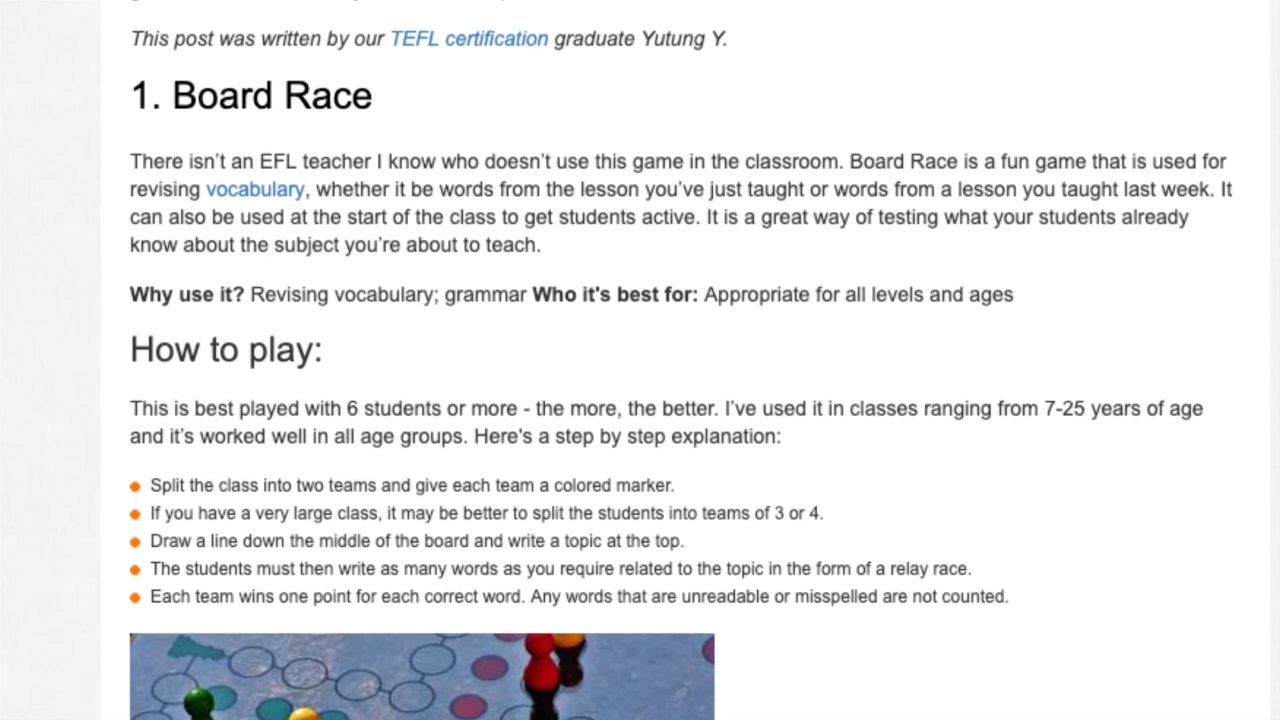 This post was written by our TEFL certification graduate Yutung Y.
1. Board Race
There isn’t an EFL teacher I know who doesn’t use this game in the classroom. Board Race is a fun game that is used for
revising vocabulary, whether it be words from the lesson you’ve just taught or words from a lesson you taught last week. It
can also be used at the start of the class to get students active. It is a great way of testing what your students already
know about the subject you’re about to teach.
Why use it? Revising vocabulary; grammar Who it's best for: Appropriate for all levels and ages
How to play:
This is best played with 6 students or more - the more, the better. I’ve used it in classes ranging from 7-25 years of age
and it’s worked well in all age groups. Here's a step by step explanation:
Split the class into two teams and give each team a colored marker.
If you have a very large class, it may be better to split the students into teams of 3 or 4.
Draw a line down the middle of the board and write a topic at the top.
The students must then write as many words as you require related to the topic in the form of a relay race.
Each team wins one point for each correct word. Any words that are unreadable or misspelled are not counted.